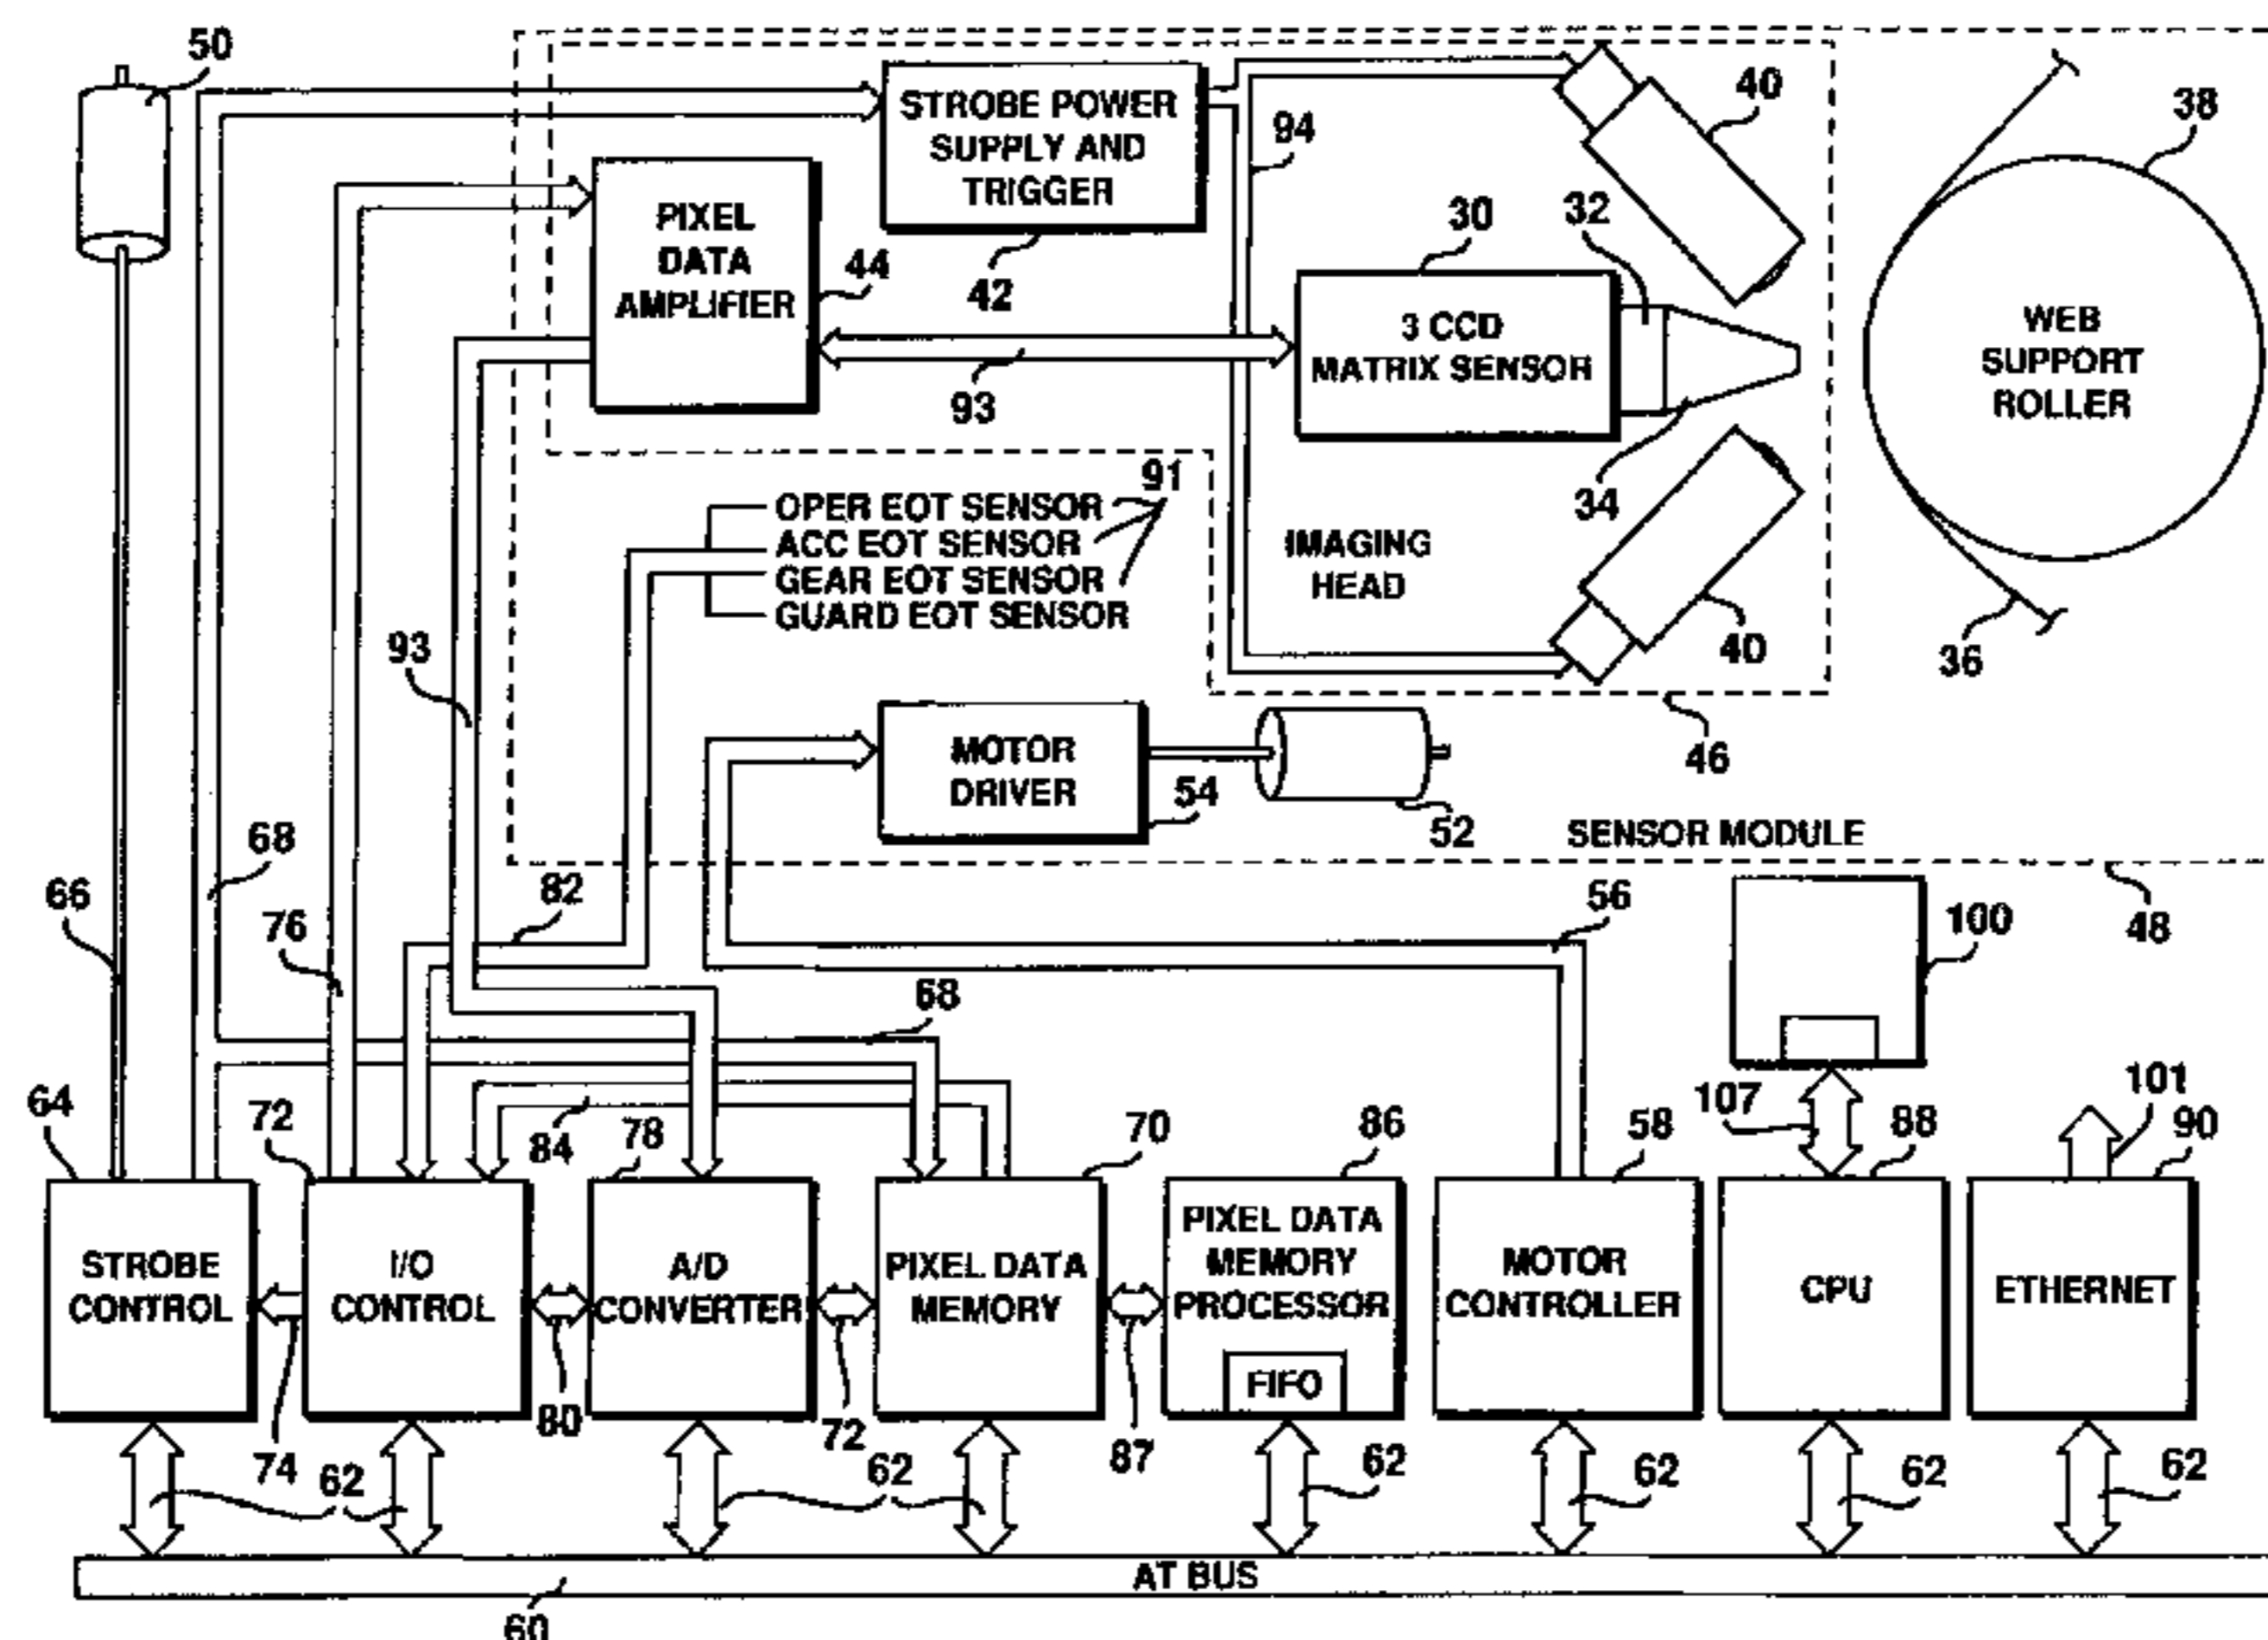 50
STROBE POWER
SUPPLY AND
TRIGGER
42
94
40
38
PIXEL
DATA
AMPLIFIER
44
93
30
32
3 CCD
MATRIX SENSOR
34
WEB
SUPPORT
ROLLER
91
OPER EOT SENSOR
ACC EOT SENSOR
GEAR EOT SENSOR
GUARD EOT SENSOR
IMAGING
HEAD
40
36
93
46
MOTOR
DRIVER
54
52
SENSOR MODULE
48
68
66
76
82
56
100
68
64
72
84
78
70
86
58
107
88
101
90
STROBE
CONTROL
I/O
CONTROL
A/D
CONVERTER
PIXEL DATA
MEMORY
PIXEL DATA
MEMORY
PROCESSOR
FIFO
MOTOR
CONTROLLER
CPU
ETHERNET
74
62
80
72
62
87
62
62
62
62
AT BUS
60